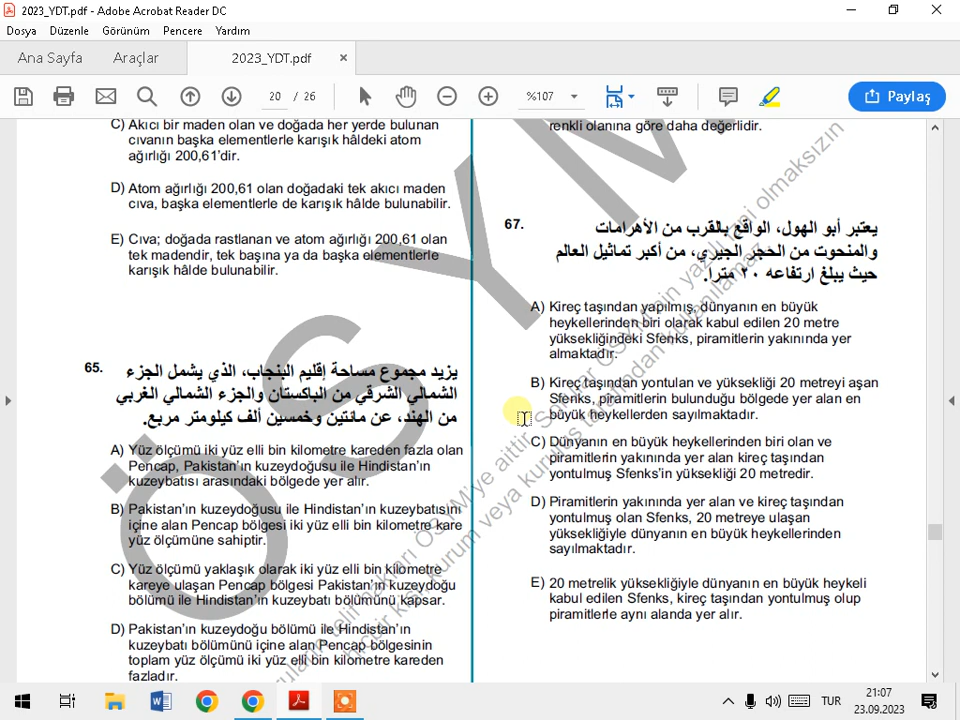 2023_YDT.pdf - Adobe Acrobat Reader DC
Dosya Düzenle Görünüm Pencere Yardım
Ana Sayfa Araçlar 2023_YDT.pdf ×
20 / 26 %107 Paylaş
C) Akıcı bir maden olan ve doğada her yerde bulunan
cıvanın başka elementlerle karışık hâldeki atom
ağırlığı 200,61'dir.
D) Atom ağırlığı 200,61 olan doğadaki tek akıcı maden
cıva, başka elementlerle de karışık hâlde bulunabilir.
E) Cıva; doğada rastlanan ve atom ağırlığı 200,61 olan
tek madendir, tek başına ya da başka elementlerle
karışık hâlde bulunabilir.
65. يزيد مجموع مساحة إقليم البنجاب، الذي يشمل الجزء
الشمالي الشرقي من الباكستان والجزء الشمالي الغربي
من الهند، عن مائتين وخمسين ألف كيلومتر مربع.
A) Yüz ölçümü iki yüz elli bin kilometre kareden fazla olan
Pencap, Pakistan'ın kuzeydoğusu ile Hindistan'ın
kuzeybatısı arasındaki bölgede yer alır.
B) Pakistan'ın kuzeydoğusu ile Hindistan'ın kuzeybatısını
içine alan Pencap bölgesi iki yüz elli bin kilometre kare
yüz ölçümüne sahiptir.
C) Yüz ölçümü yaklaşık olarak iki yüz elli bin kilometre
kareye ulaşan Pencap bölgesi Pakistan'ın kuzeydoğu
bölümü ile Hindistan'ın kuzeybatı bölümünü kapsar.
D) Pakistan'ın kuzeydoğu bölümü ile Hindistan'ın
kuzeybatı bölümünü içine alan Pencap bölgesinin
toplam yüz ölçümü iki yüz elli bin kilometre kareden
fazladır.
renkli olanına göre daha değerlidir.
67. يعتبر أبو الهول، الواقع بالقرب من الأهرامات
والمنحوت من الحجر الجيري، من أكبر تماثيل العالم
حيث يبلغ ارتفاعه ٢٠ مترا.
A) Kireç taşından yapılmış, dünyanın en büyük
heykellerinden biri olarak kabul edilen 20 metre
yüksekliğindeki Sfenks, piramitlerin yakınında yer
almaktadır.
B) Kireç taşından yontulan ve yüksekliği 20 metreyi aşan
Sfenks, piramitlerin bulunduğu bölgede yer alan en
büyük heykellerden sayılmaktadır.
C) Dünyanın en büyük heykellerinden biri olan ve
piramitlerin yakınında yer alan kireç taşından
yontulmuş Sfenks'in yüksekliği 20 metredir.
D) Piramitlerin yakınında yer alan ve kireç taşından
yontulmuş olan Sfenks, 20 metreye ulaşan
yüksekliğiyle dünyanın en büyük heykellerinden
sayılmaktadır.
E) 20 metrelik yüksekliğiyle dünyanın en büyük heykeli
kabul edilen Sfenks, kireç taşından yontulmuş olup
piramitlerle aynı alanda yer alır.
ÖSYM
TUR 21:07
23.09.2023